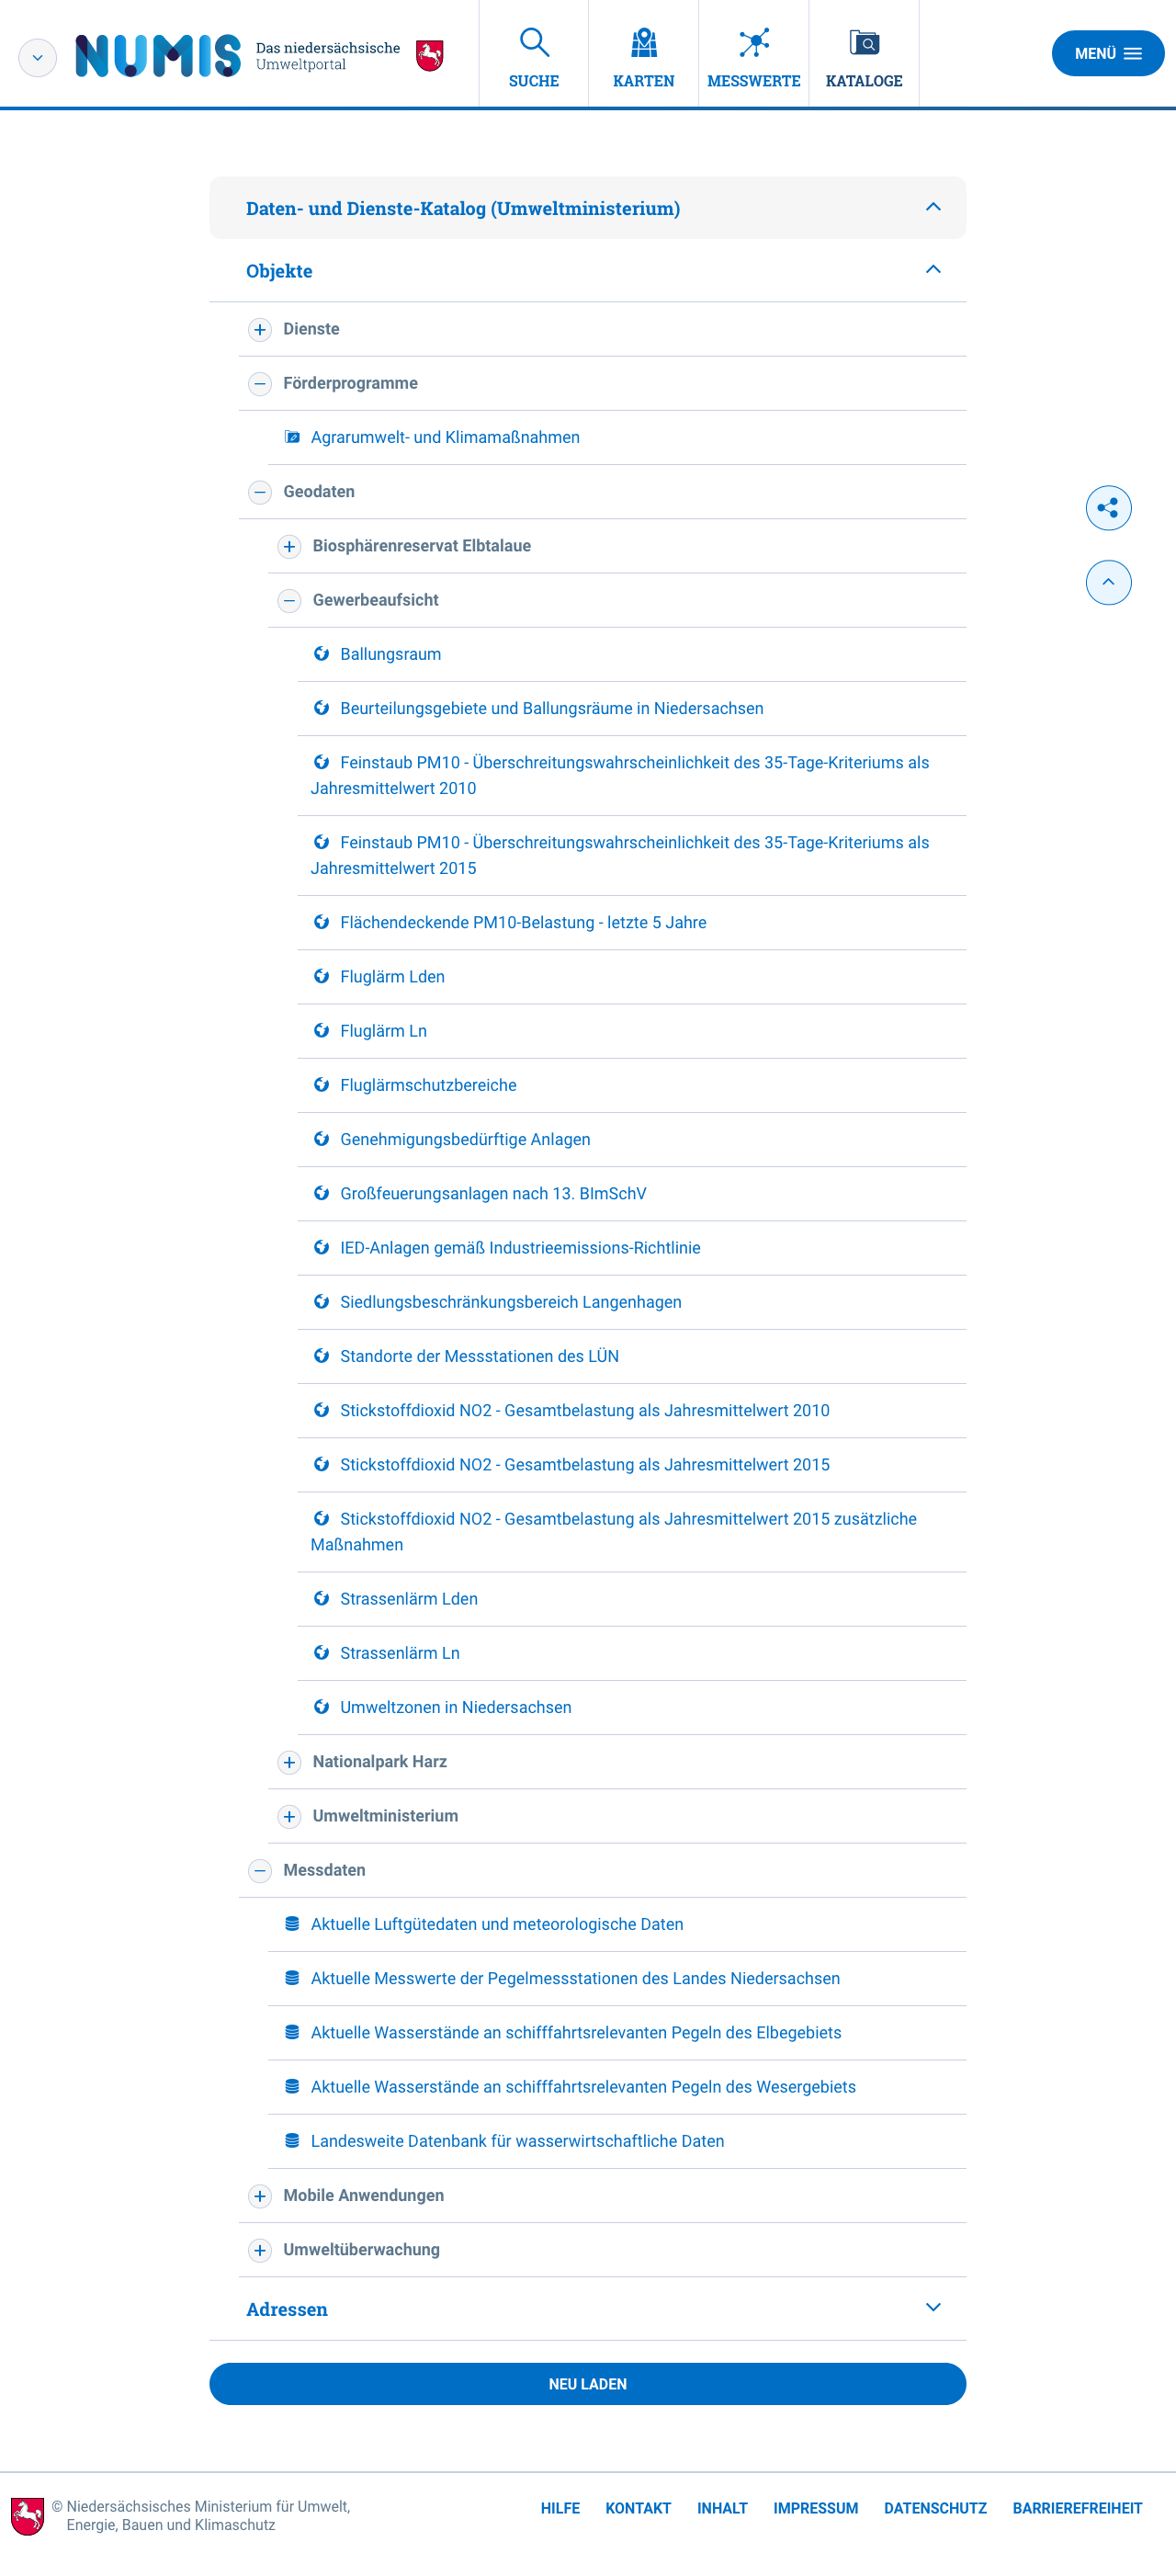 NUMIS
Das niedersächsische
Umweltportal
SUCHE
KARTEN
MESSWERTE
KATALOGE
MENÜ
Daten- und Dienste-Katalog (Umweltministerium)
Objekte
Dienste
Förderprogramme
Agrarumwelt- und Klimamaßnahmen
Geodaten
Biosphärenreservat Elbtalaue
Gewerbeaufsicht
Ballungsraum
Beurteilungsgebiete und Ballungsräume in Niedersachsen
Feinstaub PM10 - Überschreitungswahrscheinlichkeit des 35-Tage-Kriteriums als
Jahresmittelwert 2010
Feinstaub PM10 - Überschreitungswahrscheinlichkeit des 35-Tage-Kriteriums als
Jahresmittelwert 2015
Flächendeckende PM10-Belastung - letzte 5 Jahre
Fluglärm Lden
Fluglärm Ln
Fluglärmschutzbereiche
Genehmigungsbedürftige Anlagen
Großfeuerungsanlagen nach 13. BImSchV
IED-Anlagen gemäß Industrieemissions-Richtlinie
Siedlungsbeschränkungsbereich Langenhagen
Standorte der Messstationen des LÜN
Stickstoffdioxid NO2 - Gesamtbelastung als Jahresmittelwert 2010
Stickstoffdioxid NO2 - Gesamtbelastung als Jahresmittelwert 2015
Stickstoffdioxid NO2 - Gesamtbelastung als Jahresmittelwert 2015 zusätzliche
Maßnahmen
Strassenlärm Lden
Strassenlärm Ln
Umweltzonen in Niedersachsen
Nationalpark Harz
Umweltministerium
Messdaten
Aktuelle Luftgütedaten und meteorologische Daten
Aktuelle Messwerte der Pegelmessstationen des Landes Niedersachsen
Aktuelle Wasserstände an schifffahrtsrelevanten Pegeln des Elbegebiets
Aktuelle Wasserstände an schifffahrtsrelevanten Pegeln des Wesergebiets
Landesweite Datenbank für wasserwirtschaftliche Daten
Mobile Anwendungen
Umweltüberwachung
Adressen
NEU LADEN
© Niedersächsisches Ministerium für Umwelt,
Energie, Bauen und Klimaschutz
HILFE
KONTAKT
INHALT
IMPRESSUM
DATENSCHUTZ
BARRIEREFREIHEIT